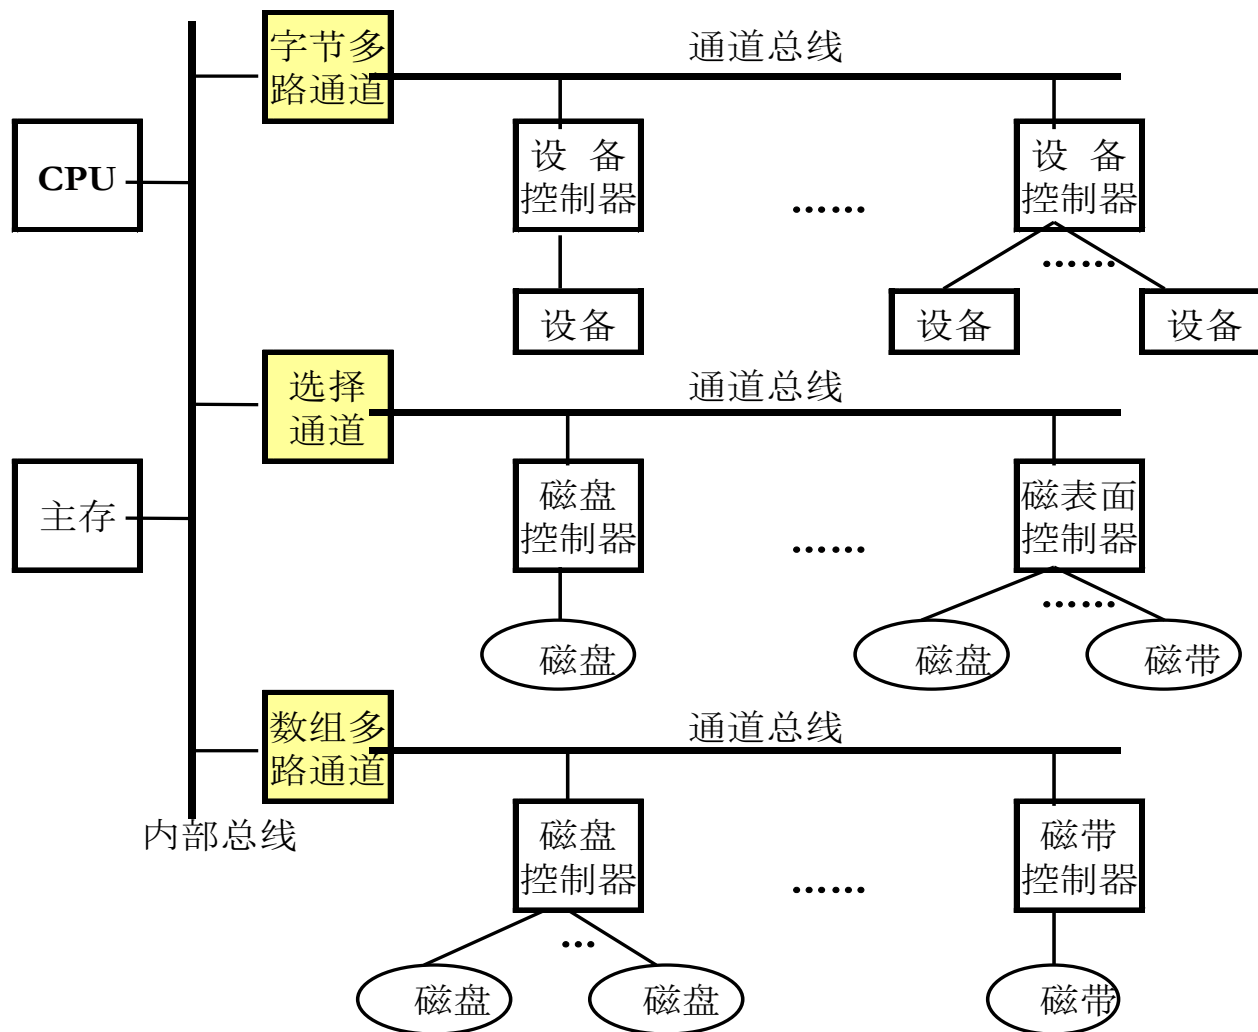 字节多
路通道
通道总线
CPU
设 备
控制器
……
设 备
控制器
……
设备
设备
设备
选择
通道
通道总线
主存
磁盘
控制器
……
磁表面
控制器
……
磁盘
磁盘
磁带
数组多
路通道
通道总线
内部总线
磁盘
控制器
……
磁带
控制器
…
磁盘
磁盘
磁带